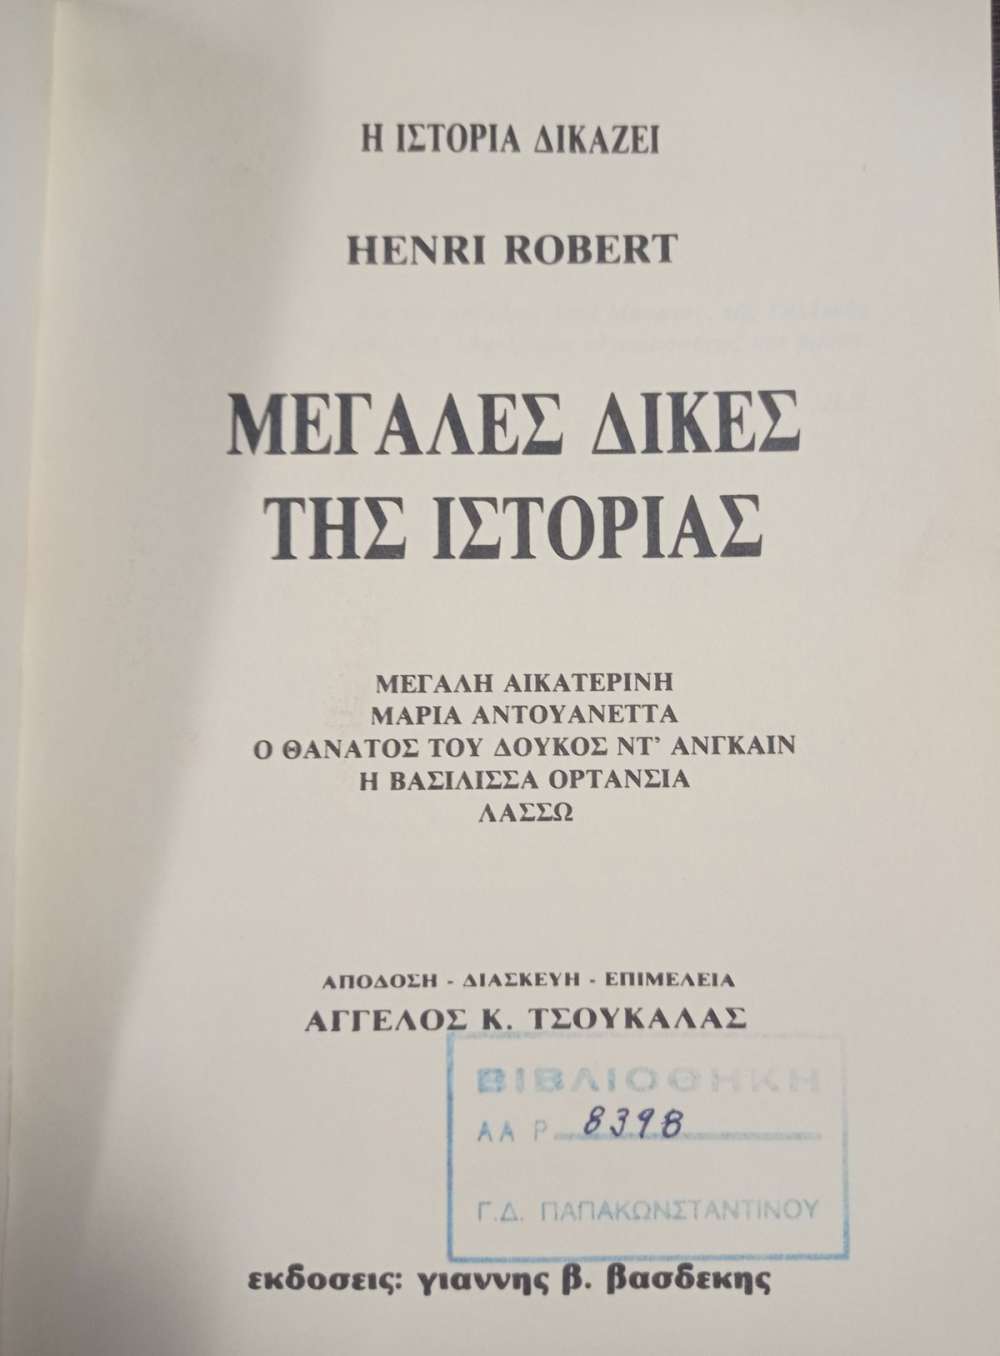 Η ΙΣΤΟΡΙΑ ΔΙΚΑΖΕΙ
HENRI ROBERT
ΜΕΓΑΛΕΣ ΔΙΚΕΣ
ΤΗΣ ΙΣΤΟΡΙΑΣ
ΜΕΓΑΛΗ ΑΙΚΑΤΕΡΙΝΗ
ΜΑΡΙΑ ΑΝΤΟΥΑΝΕΤΤΑ
Ο ΘΑΝΑΤΟΣ ΤΟΥ ΔΟΥΚΟΣ ΝΤ' ΑΝΓΚΑΙΝ
Η ΒΑΣΙΛΙΣΣΑ ΟΡΤΑΝΣΙΑ
ΛΑΣΣΩ
ΑΠΟΔΟΣΗ - ΔΙΑΣΚΕΥΗ - ΕΠΙΜΕΛΕΙΑ
ΑΓΓΕΛΟΣ Κ. ΤΣΟΥΚΑΛΑΣ
ΒΙΒΛΙΟΘΗΚΗ
ΑΑ Ρ 8398
Γ.Δ. ΠΑΠΑΚΩΝΣΤΑΝΤΙΝΟΥ
εκδοσεις: γιαννης β. βασδεκης